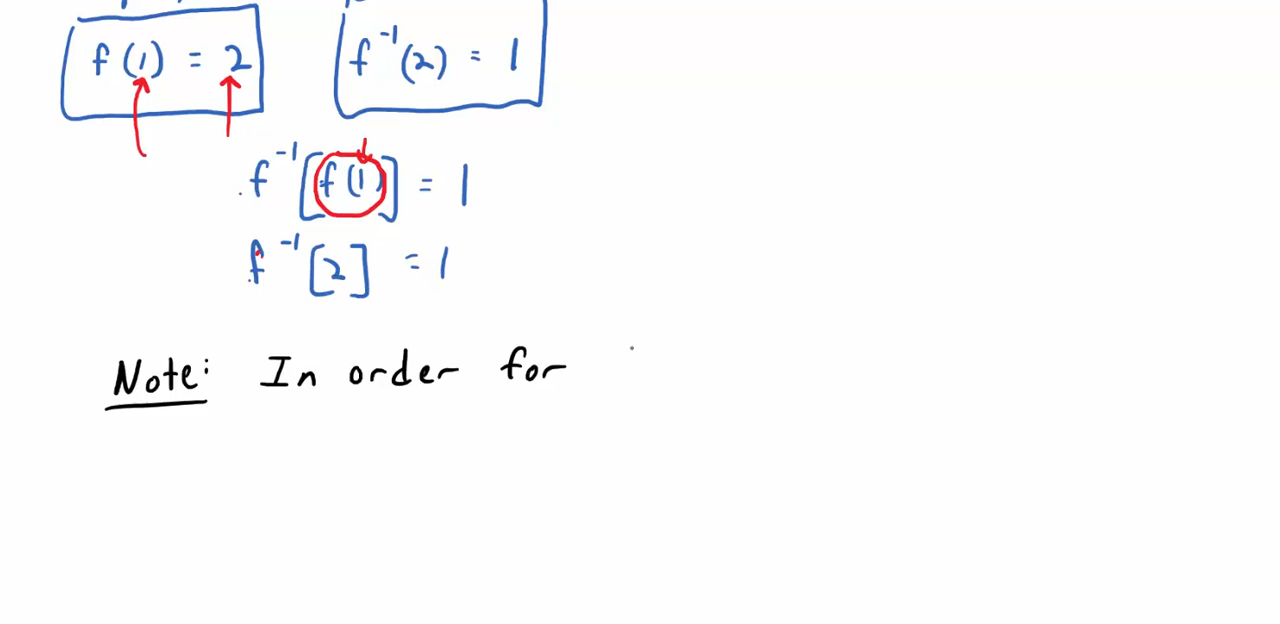 f(1) = 2 f⁻¹(2) = 1
f⁻¹[f(1)] = 1
f⁻¹[2] = 1
Note: In order for